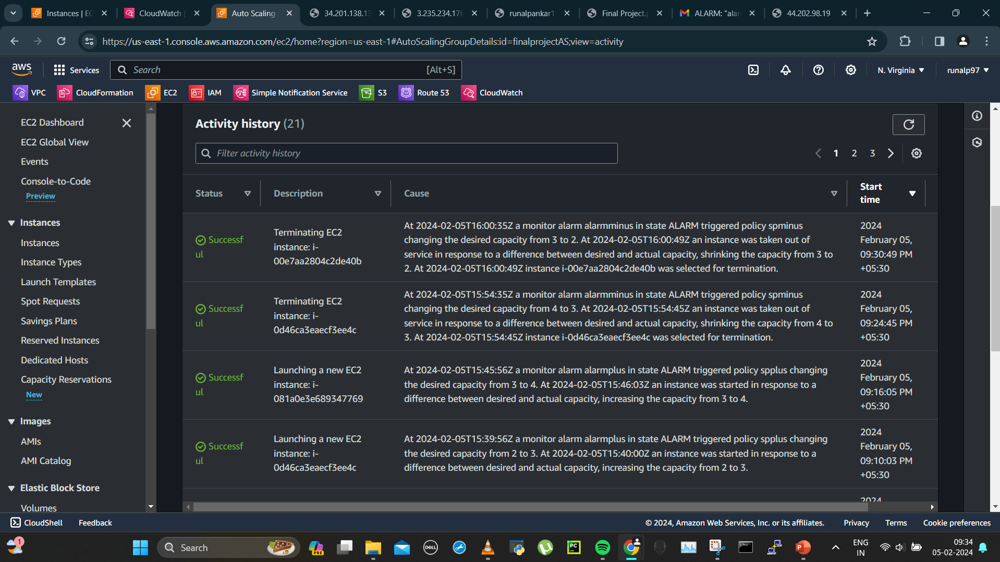 Instances | EC
CloudWatch |
Auto Scaling
34.201.138.13
3.235.234.176
runalpankar1
Final Project.
ALARM: "alar
44.202.98.19
https://us-east-1.console.aws.amazon.com/ec2/home?region=us-east-1#AutoScalingGroupDetails:id=finalprojectAS;view=activity
aws
Services
Search
[Alt+S]
N. Virginia
runalp97
VPC
CloudFormation
EC2
IAM
Simple Notification Service
S3
Route 53
CloudWatch
EC2 Dashboard
EC2 Global View
Events
Console-to-Code
Preview
Instances
Instances
Instance Types
Launch Templates
Spot Requests
Savings Plans
Reserved Instances
Dedicated Hosts
Capacity Reservations
New
Images
AMIs
AMI Catalog
Elastic Block Store
Volumes
Activity history (21)
Filter activity history
1 2 3
Status
Description
Cause
Start
time
Successf
ul
Terminating EC2
instance: i-
00e7aa2804c2de40b
At 2024-02-05T16:00:35Z a monitor alarm alarmminus in state ALARM triggered policy spminus
changing the desired capacity from 3 to 2. At 2024-02-05T16:00:49Z an instance was taken out of
service in response to a difference between desired and actual capacity, shrinking the capacity from 3 to
2. At 2024-02-05T16:00:49Z instance i-00e7aa2804c2de40b was selected for termination.
2024
February 05,
09:30:49 PM
+05:30
Successf
ul
Terminating EC2
instance: i-
0d46ca3eaecf3ee4c
At 2024-02-05T15:54:35Z a monitor alarm alarmminus in state ALARM triggered policy spminus
changing the desired capacity from 4 to 3. At 2024-02-05T15:54:45Z an instance was taken out of
service in response to a difference between desired and actual capacity, shrinking the capacity from 4 to
3. At 2024-02-05T15:54:45Z instance i-0d46ca3eaecf3ee4c was selected for termination.
2024
February 05,
09:24:45 PM
+05:30
Successf
ul
Launching a new EC2
instance: i-
081a0e3e689347769
At 2024-02-05T15:45:56Z a monitor alarm alarmplus in state ALARM triggered policy spplus changing
the desired capacity from 3 to 4. At 2024-02-05T15:46:03Z an instance was started in response to a
difference between desired and actual capacity, increasing the capacity from 3 to 4.
2024
February 05,
09:16:05 PM
+05:30
Successf
ul
Launching a new EC2
instance: i-
0d46ca3eaecf3ee4c
At 2024-02-05T15:39:56Z a monitor alarm alarmplus in state ALARM triggered policy spplus changing
the desired capacity from 2 to 3. At 2024-02-05T15:40:00Z an instance was started in response to a
difference between desired and actual capacity, increasing the capacity from 2 to 3.
2024
February 05,
09:10:03 PM
+05:30
2024
CloudShell
Feedback
© 2024, Amazon Web Services, Inc. or its affiliates.
Privacy
Terms
Cookie preferences
1
Search
PRE
DELL
PC
ENG
IN
09:34
05-02-2024